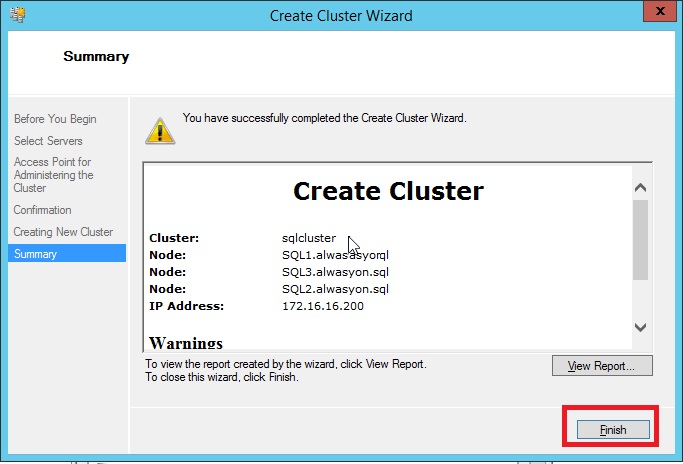 Create Cluster Wizard
x
Summary
Before You Begin
Select Servers
Access Point for
Administering the
Cluster
Confirmation
Creating New Cluster
Summary
You have successfully completed the Create Cluster Wizard.
Create Cluster
Cluster: sqlcluster
Node: SQL1.alwasasyorql
Node: SQL3.alwasyon.sql
Node: SQL2.alwasyon.sql
IP Address: 172.16.16.200
Warnings
To view the report created by the wizard, click View Report.
To close this wizard, click Finish.
View Report...
Finish